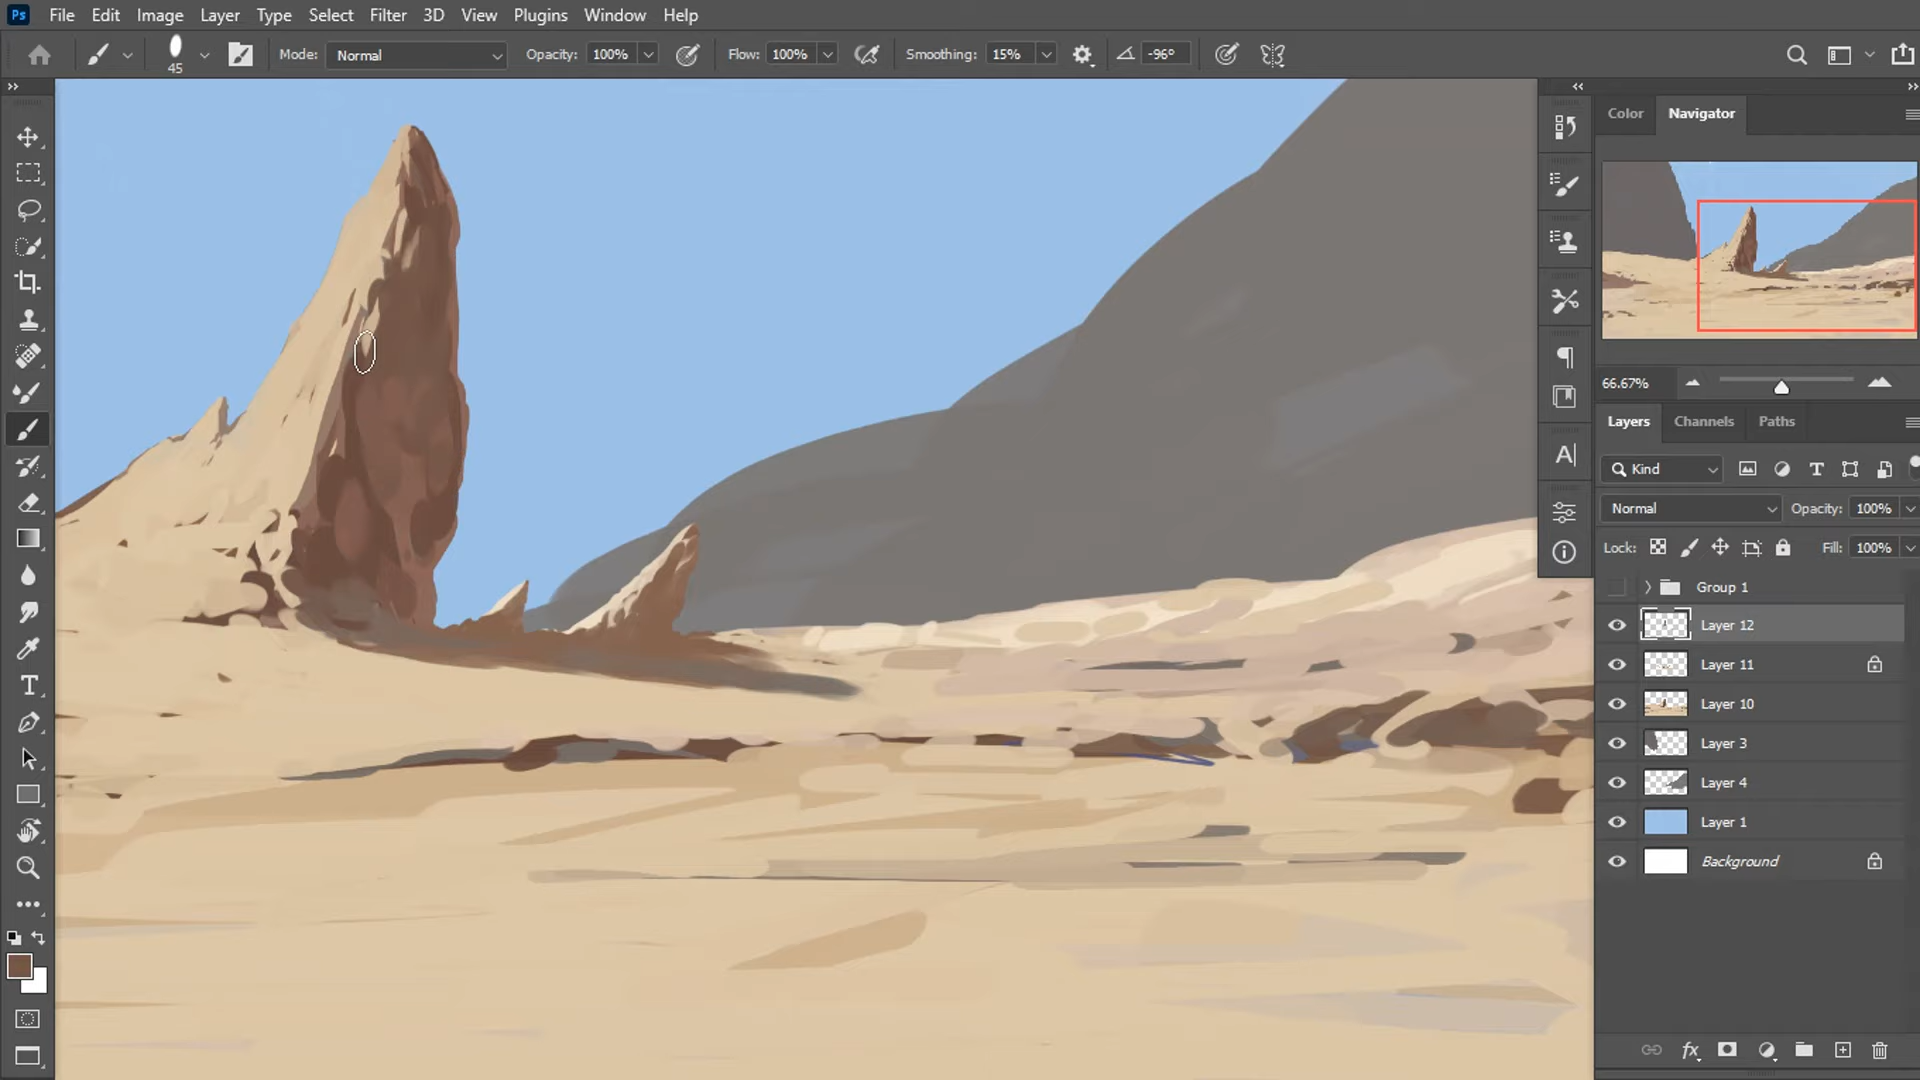 Ps File Edit Image Layer Type Select Filter 3D View Plugins Window Help
45 Mode: Normal Opacity: 100% Flow: 100% Smoothing: 15% -96°
Color Navigator
66.67%
Layers Channels Paths
Kind
Normal Opacity: 100%
Lock: Fill: 100%
Group 1
Layer 12
Layer 11
Layer 10
Layer 3
Layer 4
Layer 1
Background